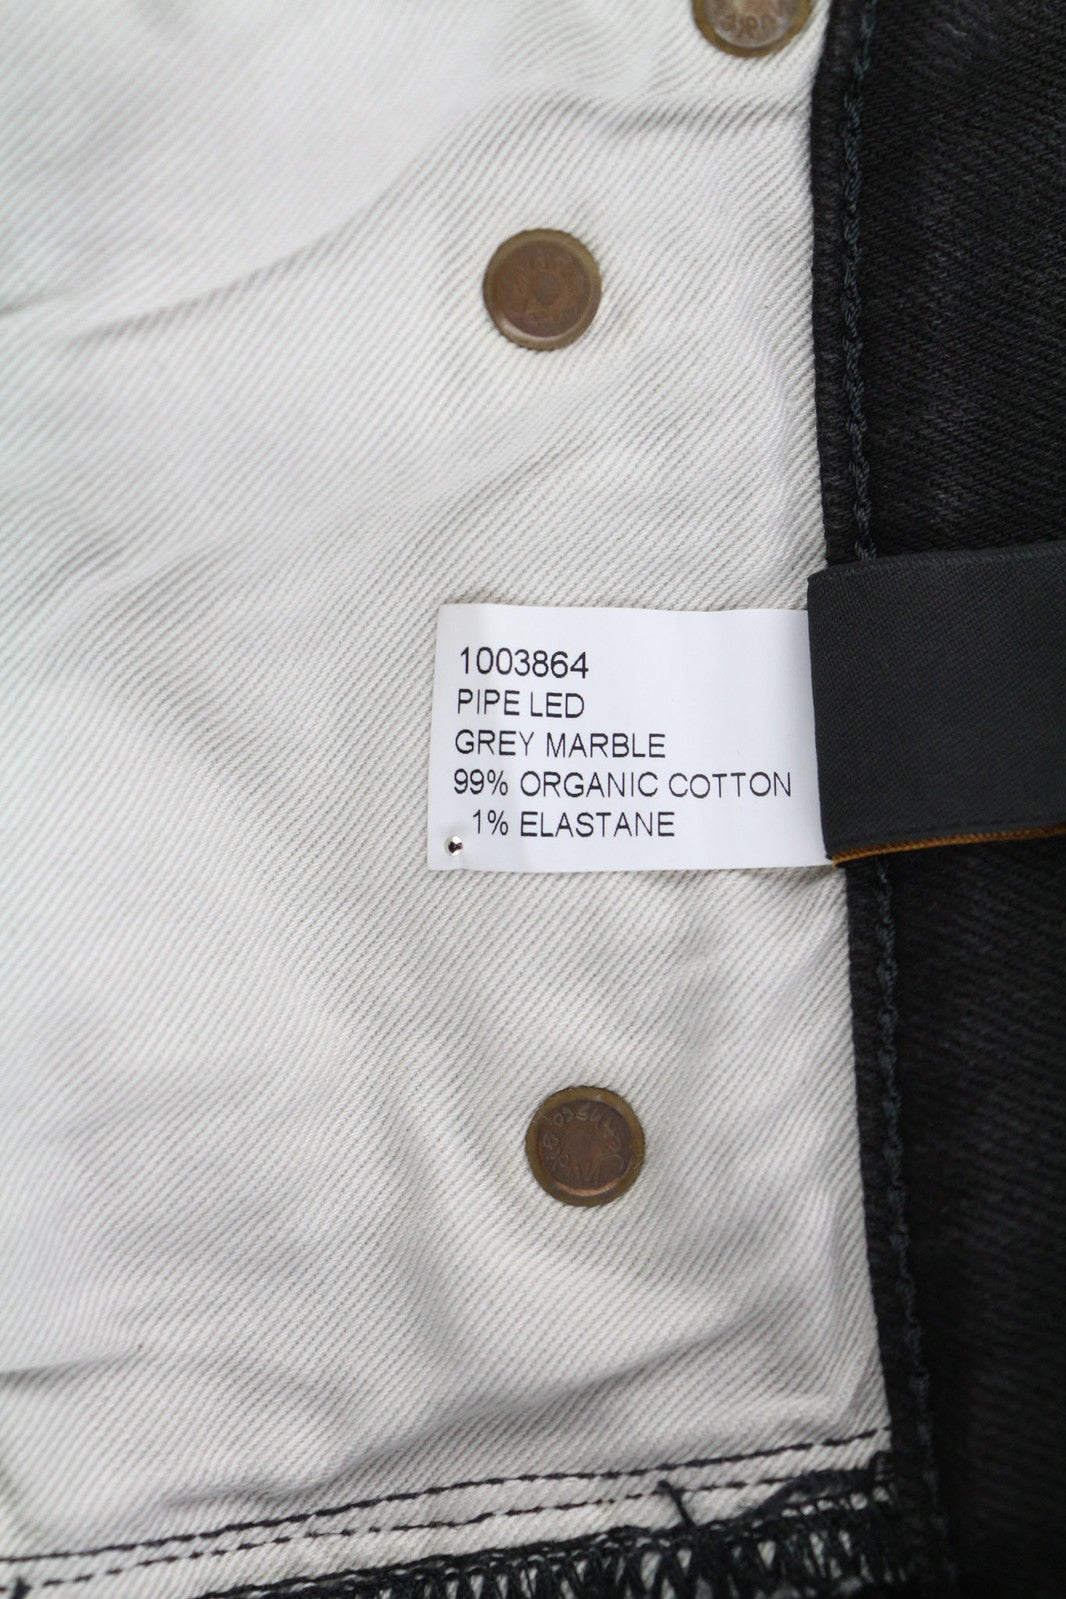 1003864
PIPE LED
GREY MARBLE
99% ORGANIC COTTON
1% ELASTANE